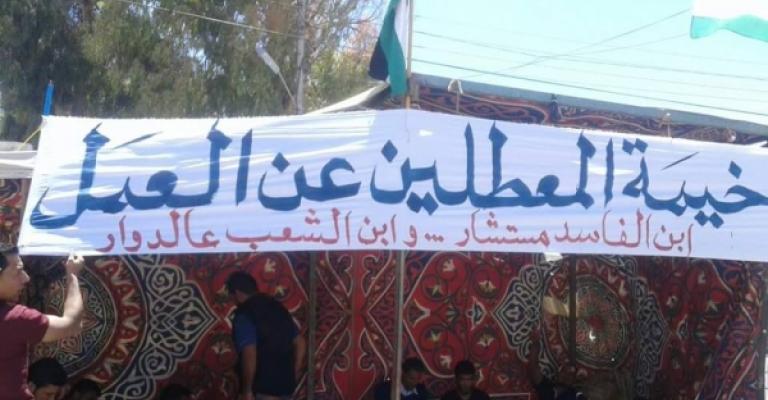 خيمة المعطلين عن العمل
ابن الفاسد مستشار ... وابن الشعب عالدوار